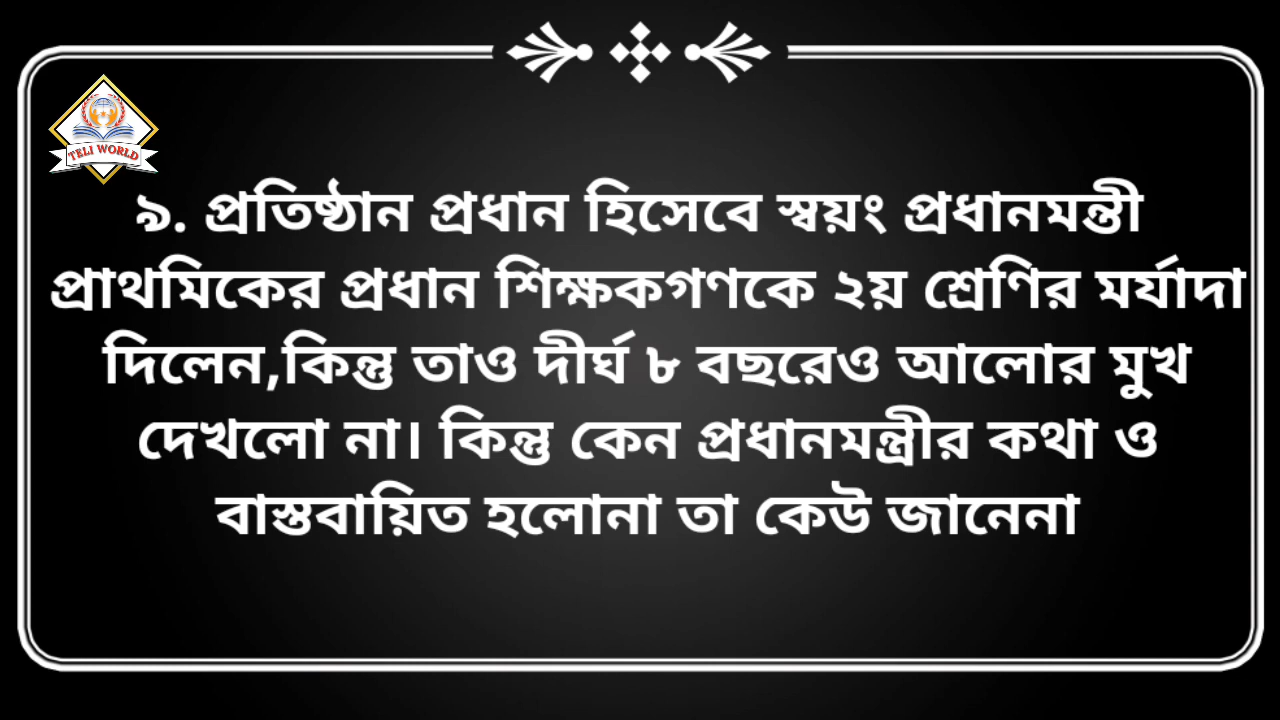 TELI WORLD
৯. প্রতিষ্ঠান প্রধান হিসেবে স্বয়ং প্রধানমন্তী
প্রাথমিকের প্রধান শিক্ষকগণকে ২য় শ্রেণির মর্যাদা
দিলেন,কিন্তু তাও দীর্ঘ ৮ বছরেও আলোর মুখ
দেখলো না। কিন্তু কেন প্রধানমন্ত্রীর কথা ও
বাস্তবায়িত হলোনা তা কেউ জানেনা